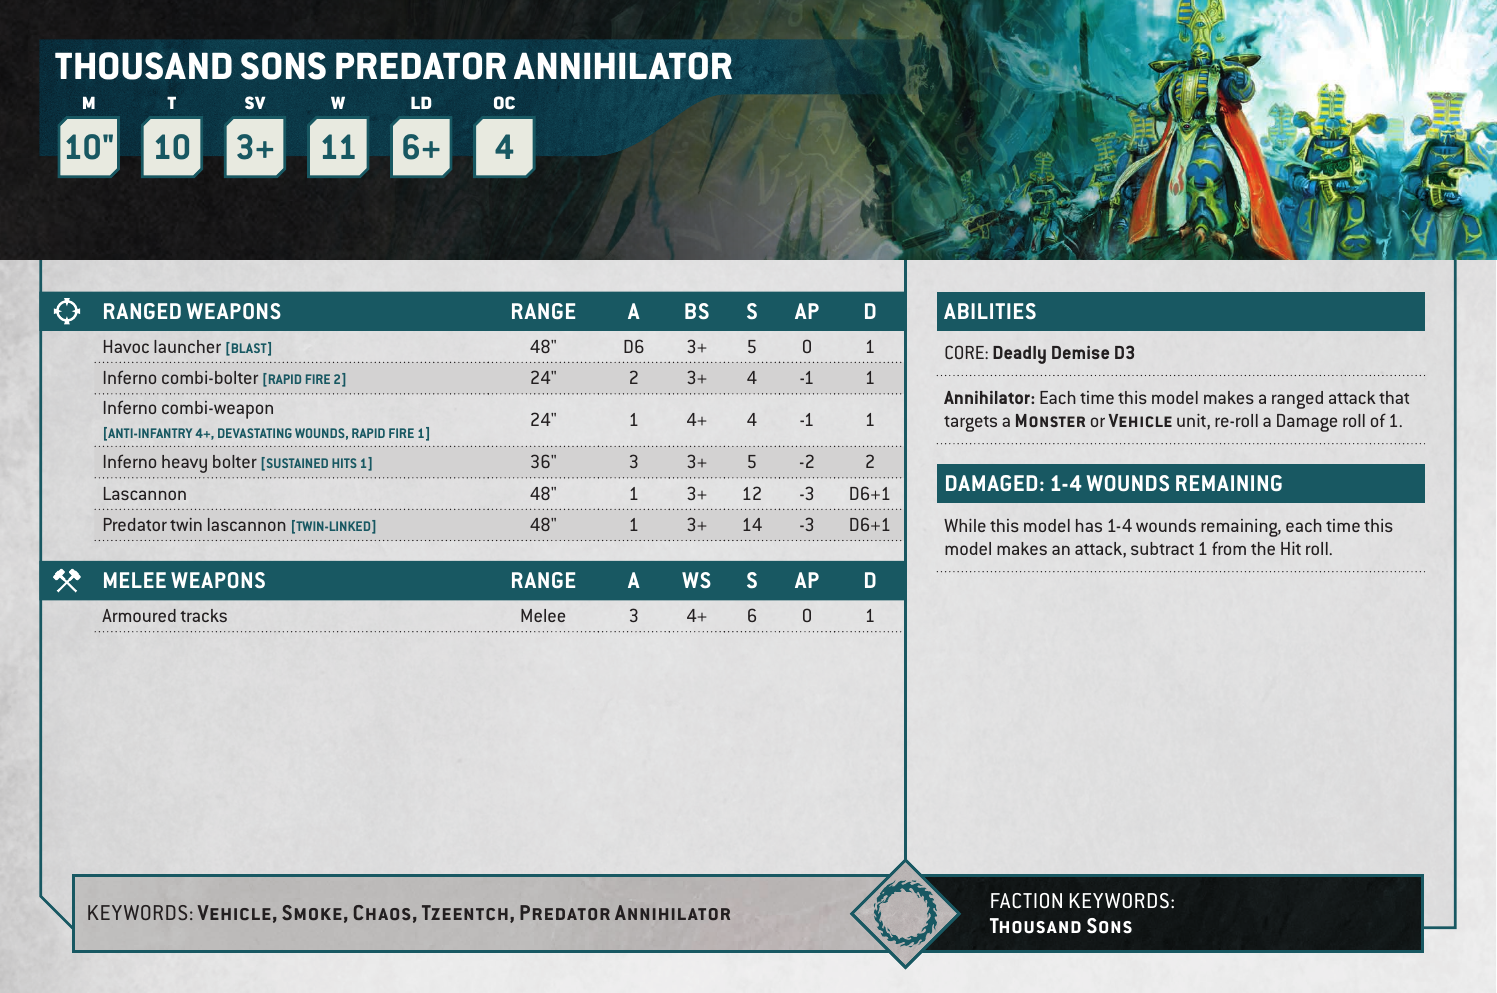 THOUSAND SONS PREDATOR ANNIHILATOR
M T SV W LD OC
10" 10 3+ 11 6+ 4
RANGED WEAPONS RANGE A BS S AP D
Havoc launcher [BLAST] 48" D6 3+ 5 0 1
Inferno combi-bolter [RAPID FIRE 2] 24" 2 3+ 4 -1 1
Inferno combi-weapon
[ANTI-INFANTRY 4+, DEVASTATING WOUNDS, RAPID FIRE 1] 24" 1 4+ 4 -1 1
Inferno heavy bolter [SUSTAINED HITS 1] 36" 3 3+ 5 -2 2
Lascannon 48" 1 3+ 12 -3 D6+1
Predator twin lascannon [TWIN-LINKED] 48" 1 3+ 14 -3 D6+1
MELEE WEAPONS RANGE A WS S AP D
Armoured tracks Melee 3 4+ 6 0 1
ABILITIES
CORE: Deadly Demise D3
Annihilator: Each time this model makes a ranged attack that
targets a MONSTER or VEHICLE unit, re-roll a Damage roll of 1.
DAMAGED: 1-4 WOUNDS REMAINING
While this model has 1-4 wounds remaining, each time this
model makes an attack, subtract 1 from the Hit roll.
KEYWORDS: VEHICLE, SMOKE, CHAOS, TZEENTCH, PREDATOR ANNIHILATOR
FACTION KEYWORDS:
THOUSAND SONS